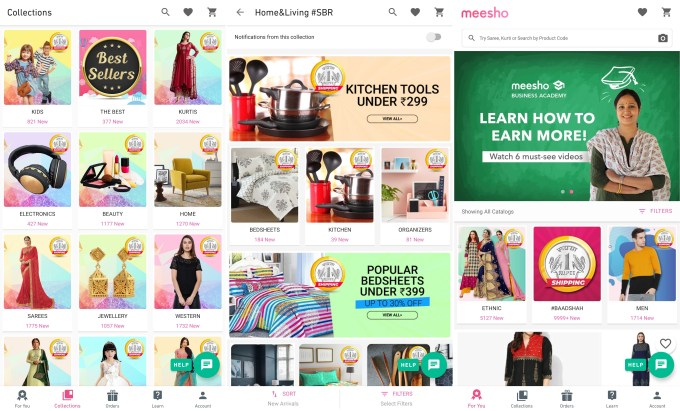 Collections
Best
Sellers
KIDS
821 New
THE BEST
377 New
KURTIS
2034 New
ELECTRONICS
427 New
BEAUTY
1117 New
HOME
1270 New
SAREES
1775 New
JEWELLERY
1057 New
WESTERN
1732 New
HELP
For You
Collections
Orders
Learn
Account
Home&Living #SBR
Notifications from this collection
KITCHEN TOOLS
UNDER ₹299
VIEW ALL
BEDSHEETS
184 New
KITCHEN
39 New
ORGANIZERS
81 New
POPULAR
BEDSHEETS
UNDER ₹399
UP TO 30% OFF
VIEW ALL
HELP
SORT
New Arrivals
FILTERS
Select Filters
meesho
Try Saree, Kurti or Search by Product Code
meesho
BUSINESS ACADEMY
LEARN HOW TO
EARN MORE!
Watch 6 must-see videos
Showing All Catalogs
FILTERS
1
RUPEE
SHIPPING
ETHNIC
3127 New
#BAADSHAH
9999+ New
MEN
1714 New
HELP
For You
Collections
Orders
Learn
Account